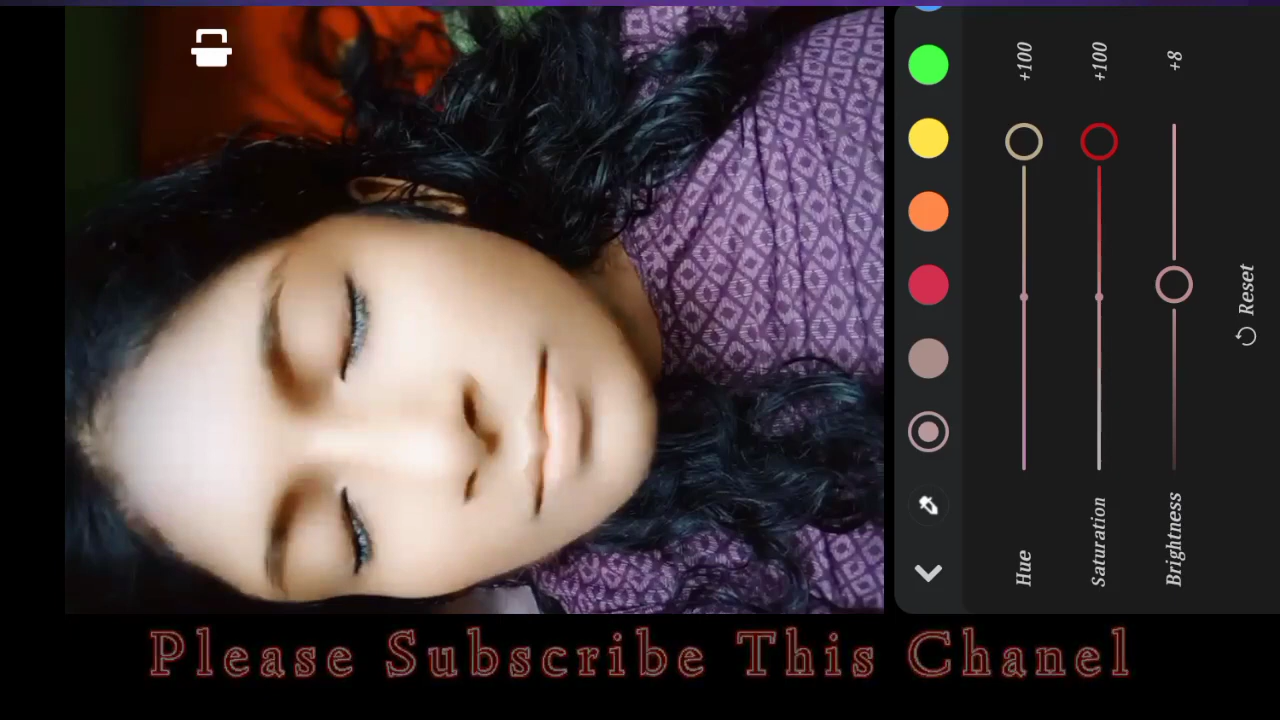 Hue +100
Saturation +100
Brightness +8
Reset
Please Subscribe This Chanel